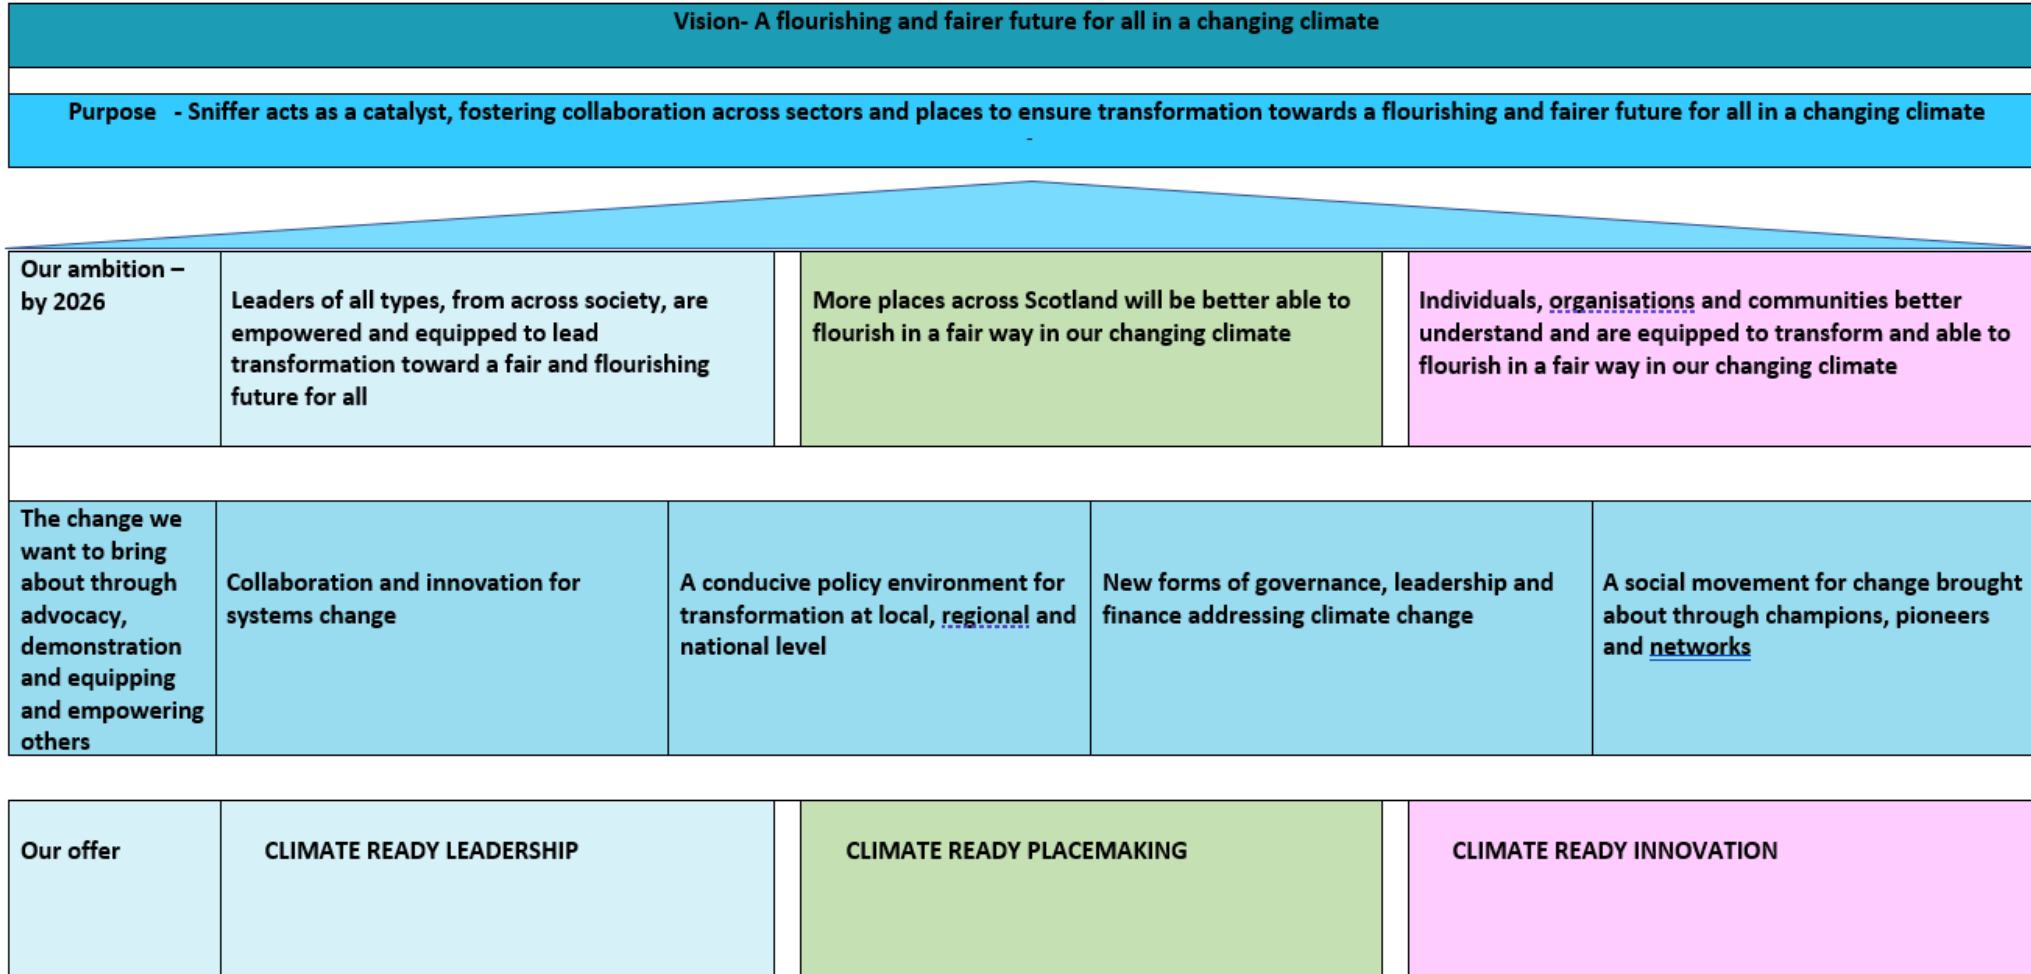 Vision- A flourishing and fairer future for all in a changing climate
Purpose - Sniffer acts as a catalyst, fostering collaboration across sectors and places to ensure transformation towards a flourishing and fairer future for all in a changing climate
-
Our ambition –
by 2026
Leaders of all types, from across society, are
empowered and equipped to lead
transformation toward a fair and flourishing
future for all
More places across Scotland will be better able to
flourish in a fair way in our changing climate
Individuals, organisations and communities better
understand and are equipped to transform and able to
flourish in a fair way in our changing climate
The change we
want to bring
about through
advocacy,
demonstration
and equipping
and empowering
others
Collaboration and innovation for
systems change
A conducive policy environment for
transformation at local, regional and
national level
New forms of governance, leadership and
finance addressing climate change
A social movement for change brought
about through champions, pioneers
and networks
Our offer
CLIMATE READY LEADERSHIP
CLIMATE READY PLACEMAKING
CLIMATE READY INNOVATION